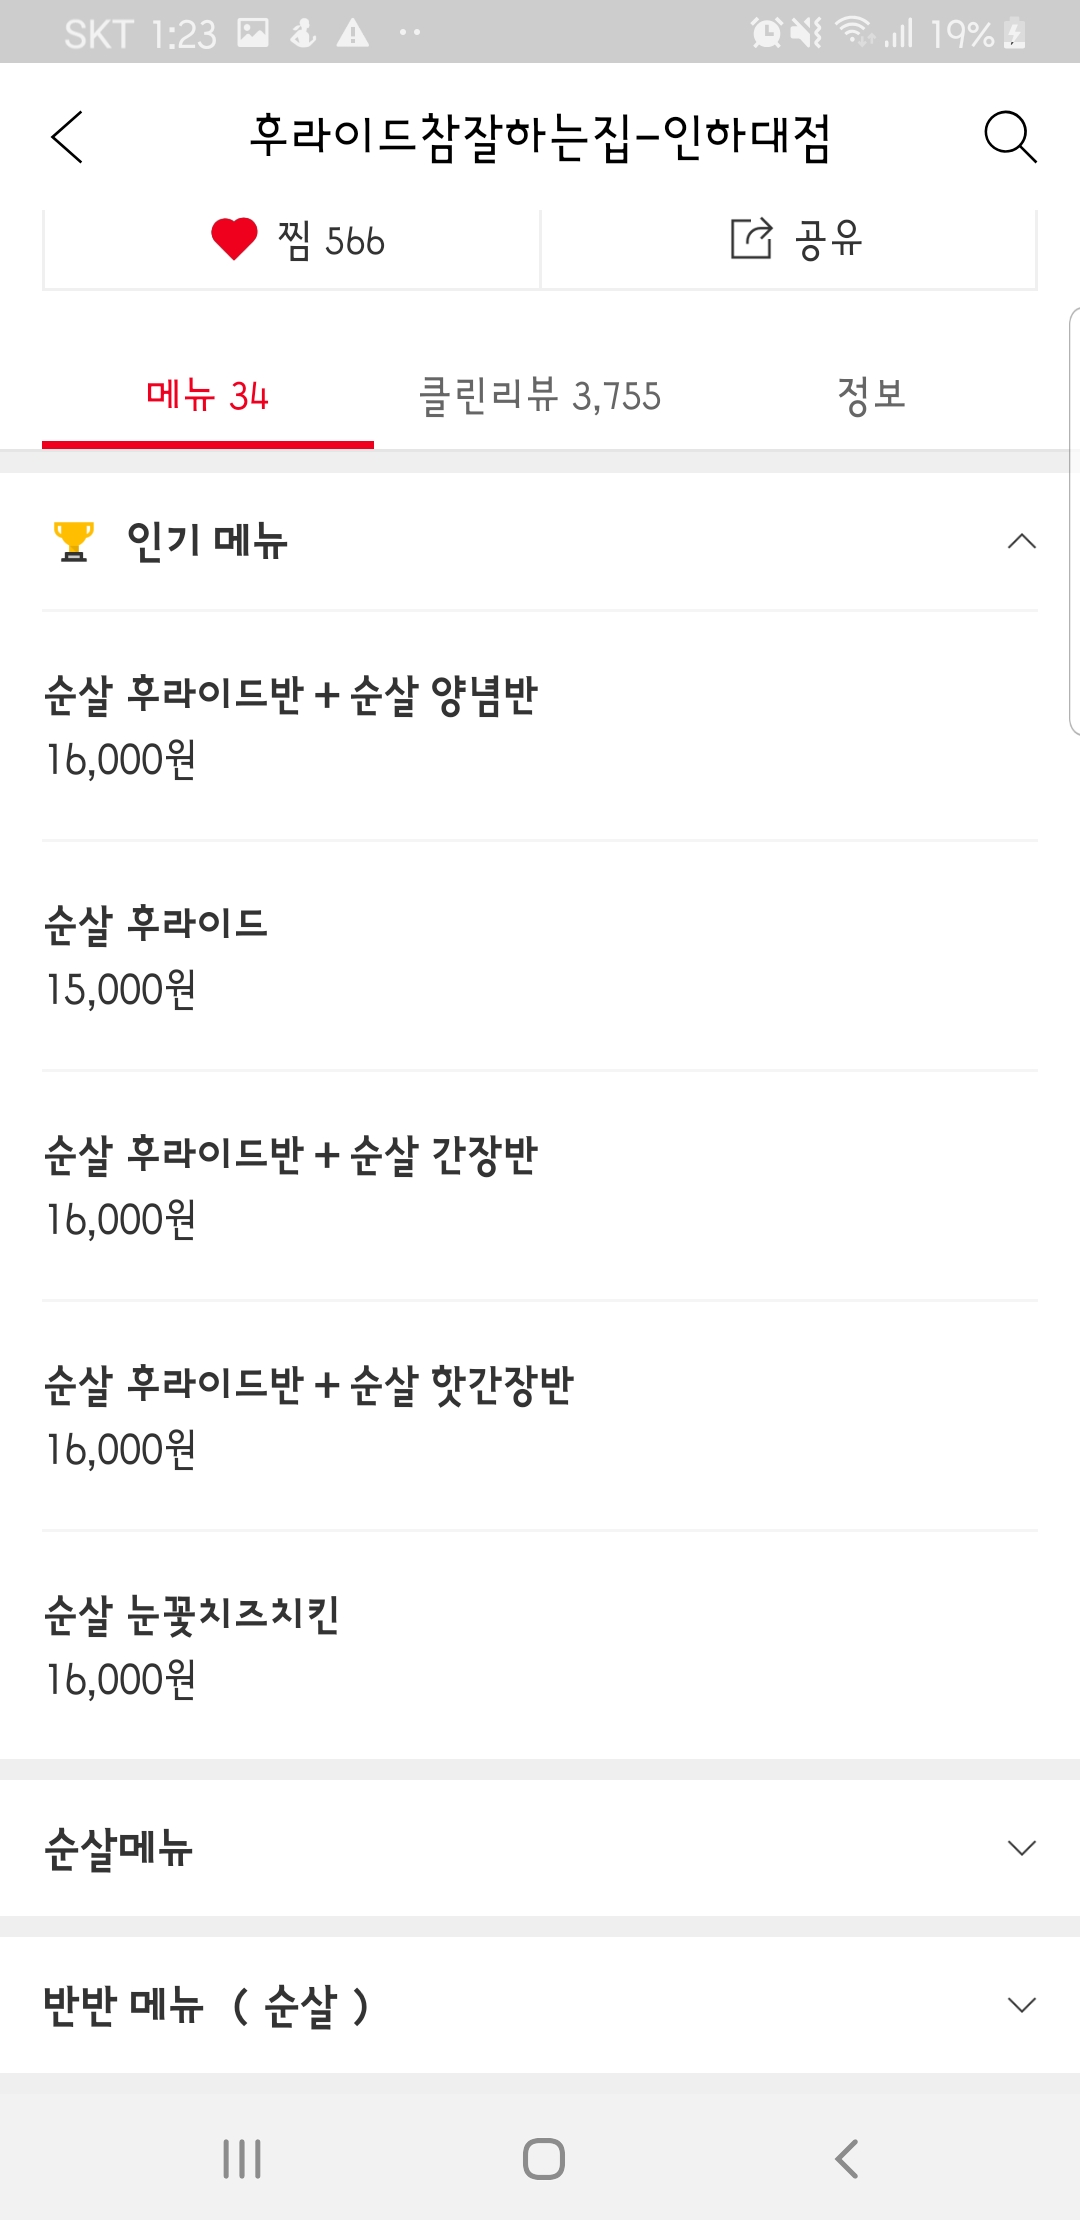 SKT 1:23
19%
후라이드참잘하는집-인하대점
찜 566
공유
메뉴 34
클린리뷰 3,755
정보
인기 메뉴
순살 후라이드반 + 순살 양념반
16,000원
순살 후라이드
15,000원
순살 후라이드반 + 순살 간장반
16,000원
순살 후라이드반 + 순살 핫간장반
16,000원
순살 눈꽃치즈치킨
16,000원
순살메뉴
반반 메뉴 ( 순살 )